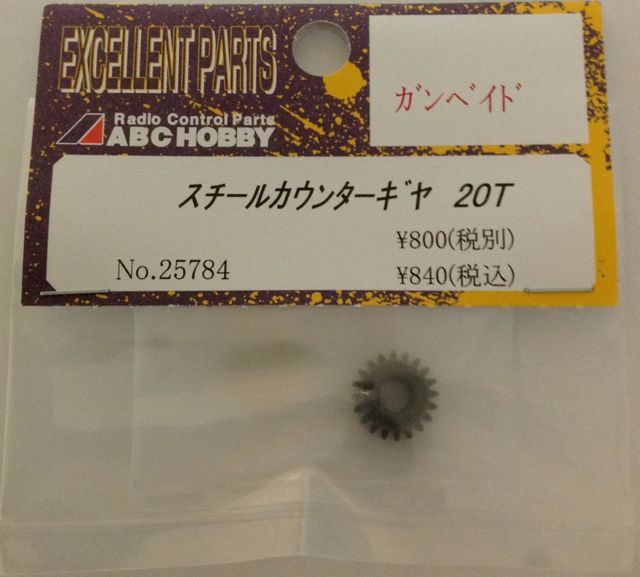 EXCELLENT PARTS
ガンベイド
Radio Control Parts
ABC HOBBY
スチールカウンターギヤ 20T
¥800(税別)
No.25784
¥840(税込)